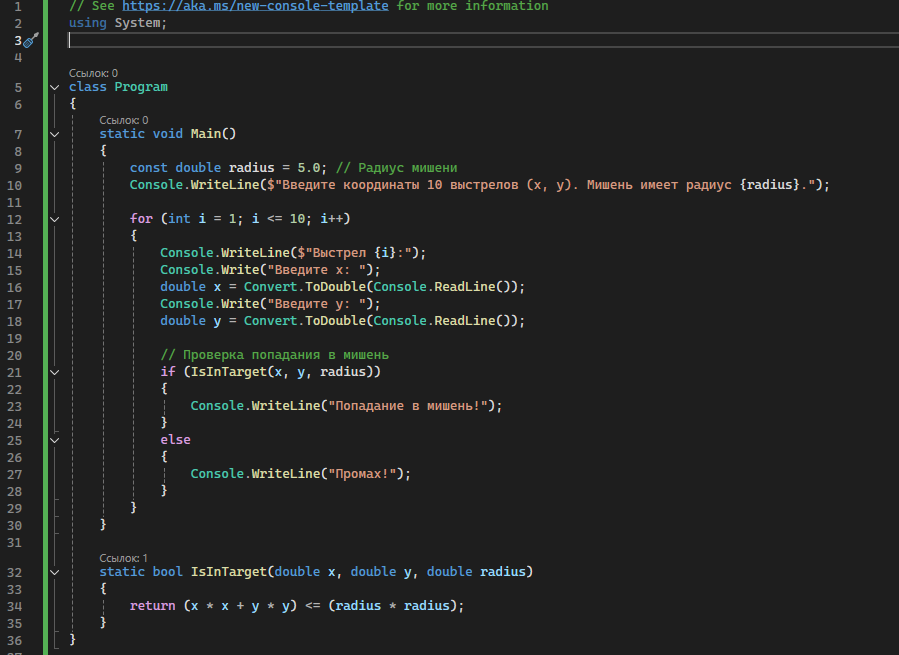 1 // See https://aka.ms/new-console-template for more information
2 using System;
3
4
Ссылок: 0
5 class Program
6 {
Ссылок: 0
7 static void Main()
8 {
9 const double radius = 5.0; // Радиус мишени
10 Console.WriteLine($"Введите координаты 10 выстрелов (x, y). Мишень имеет радиус {radius}.");
11
12 for (int i = 1; i <= 10; i++)
13 {
14 Console.WriteLine($"Выстрел {i}:");
15 Console.Write("Введите x: ");
16 double x = Convert.ToDouble(Console.ReadLine());
17 Console.Write("Введите y: ");
18 double y = Convert.ToDouble(Console.ReadLine());
19
20 // Проверка попадания в мишень
21 if (IsInTarget(x, y, radius))
22 {
23 Console.WriteLine("Попадание в мишень!");
24 }
25 else
26 {
27 Console.WriteLine("Промах!");
28 }
29 }
30 }
31
Ссылок: 1
32 static bool IsInTarget(double x, double y, double radius)
33 {
34 return (x * x + y * y) <= (radius * radius);
35 }
36 }